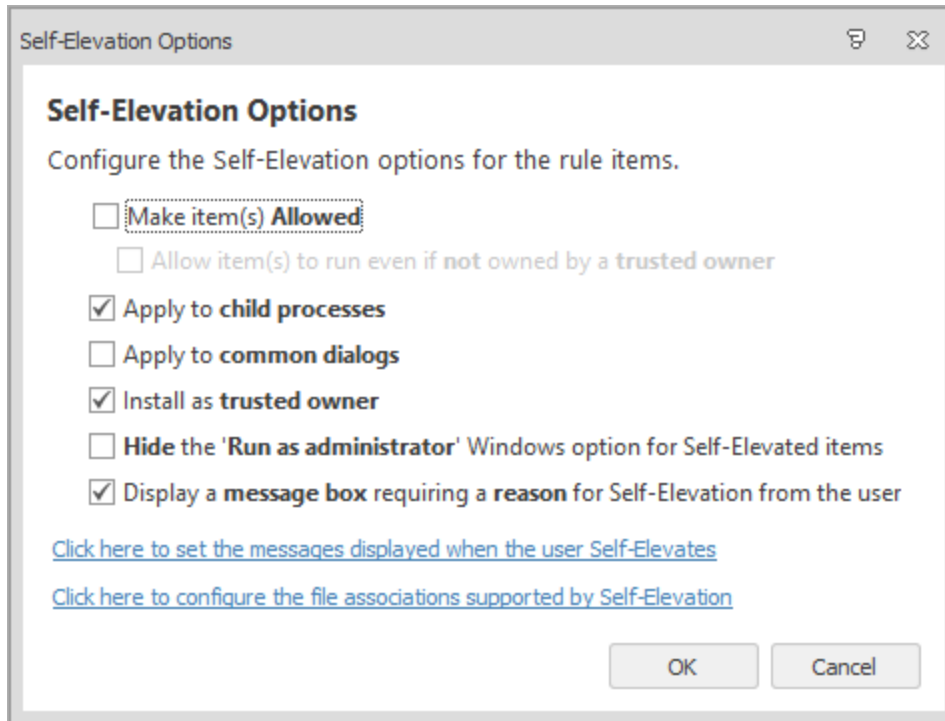 Self-Elevation Options
Self-Elevation Options
Configure the Self-Elevation options for the rule items.
Make item(s) Allowed
Allow item(s) to run even if not owned by a trusted owner
Apply to child processes
Apply to common dialogs
Install as trusted owner
Hide the 'Run as administrator' Windows option for Self-Elevated items
Display a message box requiring a reason for Self-Elevation from the user
Click here to set the messages displayed when the user Self-Elevates
Click here to configure the file associations supported by Self-Elevation
OK Cancel